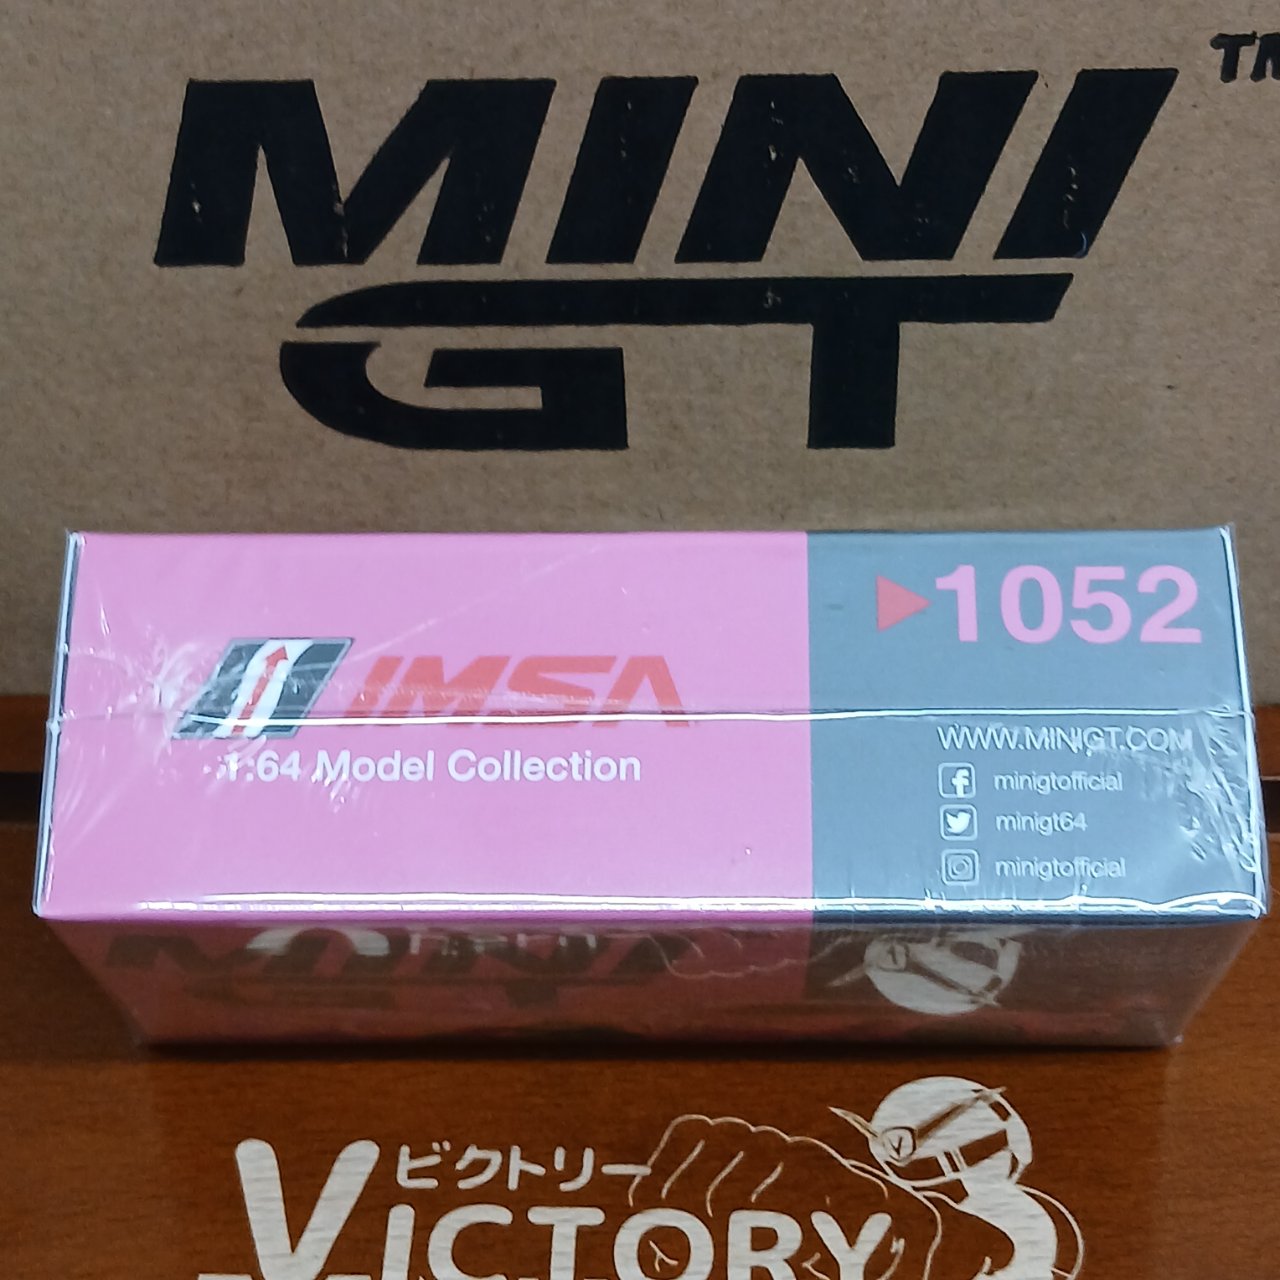 MINI
GT
TM
▶1052
IMSA
1:64 Model Collection
WWW.MINIGT.COM
minigtofficial
minigt64
minigtofficial
ビクトリー
VICTORY